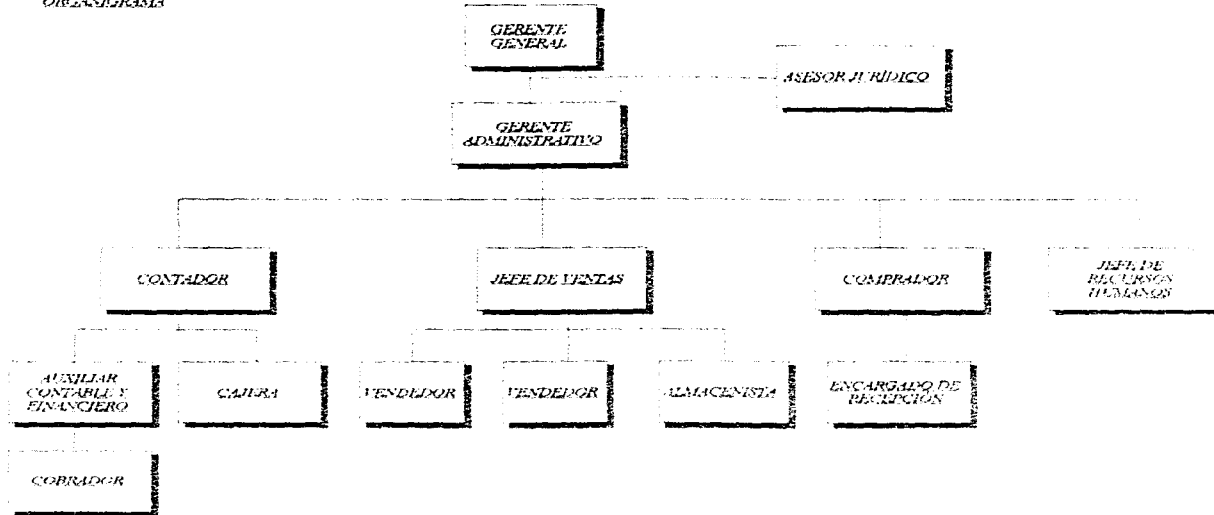 ORGANIGRAMA
GERENTE
GENERAL
ASESOR JURÍDICO
GERENTE
ADMINISTRATIVO
CONTADOR
JEFE DE VENTAS
COMPRADOR
JEFE DE
RECURSOS
HUMANOS
AUXILIAR
CONTABLE Y
FINANCIERO
CAJERA
VENDEDOR
VENDEDOR
ALMACENISTA
ENCARGADO DE
RECEPCIÓN
COBRADOR